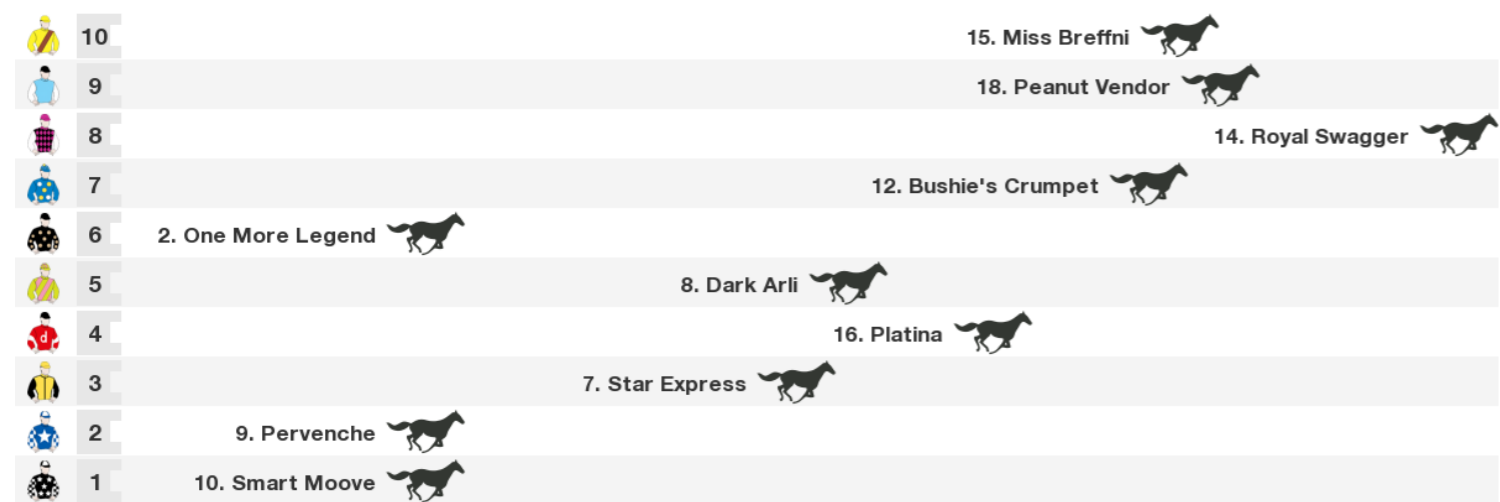 10 15. Miss Breffni
9 18. Peanut Vendor
8 14. Royal Swagger
7 12. Bushie's Crumpet
6 2. One More Legend
5 8. Dark Arli
d 4 16. Platina
3 7. Star Express
2 9. Pervenche
1 10. Smart Moove